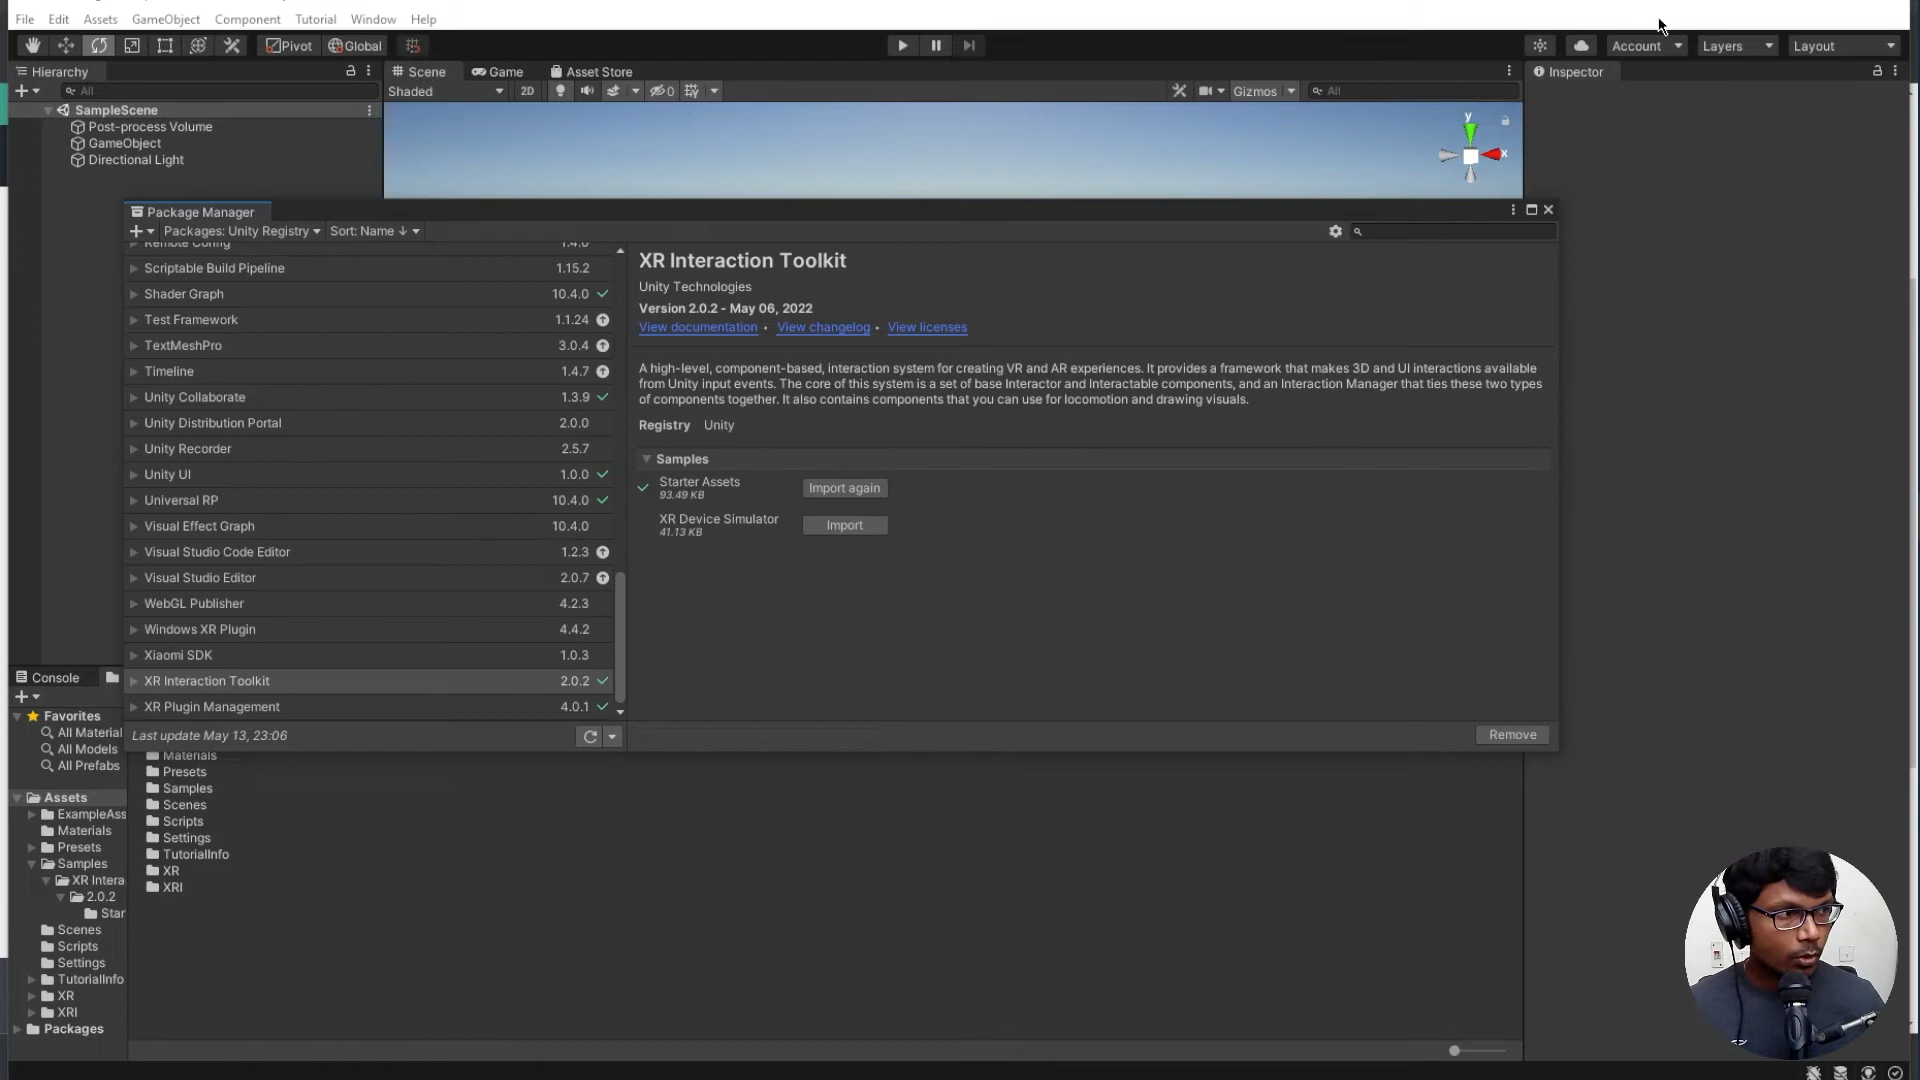 File Edit Assets GameObject Component Tutorial Window Help
Pivot Global Account Layers Layout
Hierarchy Scene Game Asset Store Inspector
All Shaded 2D 0 Gizmos All
SampleScene
Post-process Volume
GameObject
Directional Light
y
x
Package Manager
Packages: Unity Registry Sort: Name ↓
Remote Config 1.4.0
Scriptable Build Pipeline 1.15.2
Shader Graph 10.4.0
Test Framework 1.1.24
TextMeshPro 3.0.4
Timeline 1.4.7
Unity Collaborate 1.3.9
Unity Distribution Portal 2.0.0
Unity Recorder 2.5.7
Unity UI 1.0.0
Universal RP 10.4.0
Visual Effect Graph 10.4.0
Visual Studio Code Editor 1.2.3
Visual Studio Editor 2.0.7
WebGL Publisher 4.2.3
Windows XR Plugin 4.4.2
Xiaomi SDK 1.0.3
XR Interaction Toolkit 2.0.2
XR Plugin Management 4.0.1
Last update May 13, 23:06
XR Interaction Toolkit
Unity Technologies
Version 2.0.2 - May 06, 2022
View documentation • View changelog • View licenses
A high-level, component-based, interaction system for creating VR and AR experiences. It provides a framework that makes 3D and UI interactions available
from Unity input events. The core of this system is a set of base Interactor and Interactable components, and an Interaction Manager that ties these two types
of components together. It also contains components that you can use for locomotion and drawing visuals.
Registry Unity
Samples
Starter Assets Import again
93.49 KB
XR Device Simulator Import
41.13 KB
Remove
Console
Favorites
All Material
All Models
All Prefabs
Assets
ExampleAss
Materials
Presets
Samples
XR Intera
2.0.2
Star
Scenes
Scripts
Settings
TutorialInfo
XR
XRI
Packages
Materials
Presets
Samples
Scenes
Scripts
Settings
TutorialInfo
XR
XRI